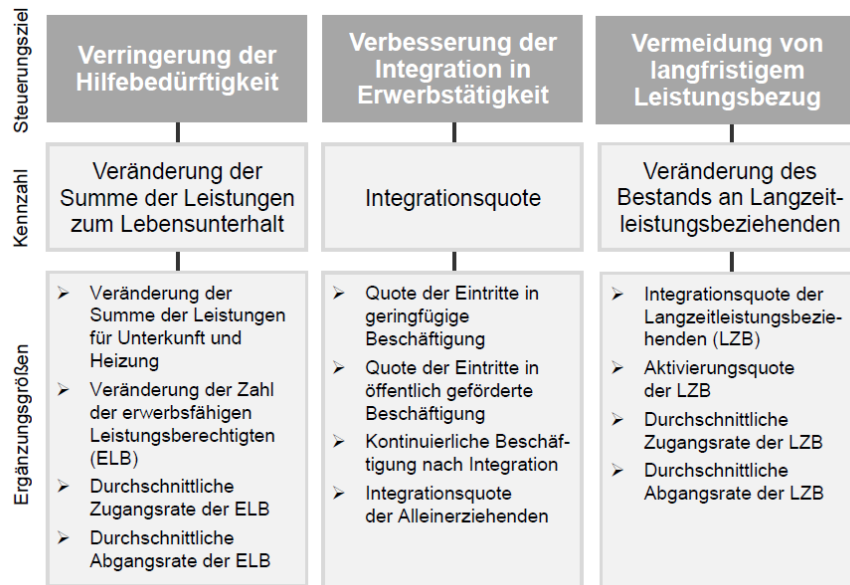 Steuerungsziel
Verringerung der
Hilfebedürftigkeit
Verbesserung der
Integration in
Erwerbstätigkeit
Vermeidung von
langfristigem
Leistungsbezug
Kennzahl
Veränderung der
Summe der Leistungen
zum Lebensunterhalt
Integrationsquote
Veränderung des
Bestands an Langzeit-
leistungsbeziehenden
Ergänzungsgrößen
➢ Veränderung der
Summe der Leistungen
für Unterkunft und
Heizung
➢ Veränderung der Zahl
der erwerbsfähigen
Leistungsberechtigten
(ELB)
➢ Durchschnittliche
Zugangsrate der ELB
➢ Durchschnittliche
Abgangsrate der ELB
➢ Quote der Eintritte in
geringfügige
Beschäftigung
➢ Quote der Eintritte in
öffentlich geförderte
Beschäftigung
➢ Kontinuierliche Beschäf-
tigung nach Integration
➢ Integrationsquote
der Alleinerziehenden
➢ Integrationsquote der
Langzeitleistungsbezie-
henden (LZB)
➢ Aktivierungsquote
der LZB
➢ Durchschnittliche
Zugangsrate der LZB
➢ Durchschnittliche
Abgangsrate der LZB